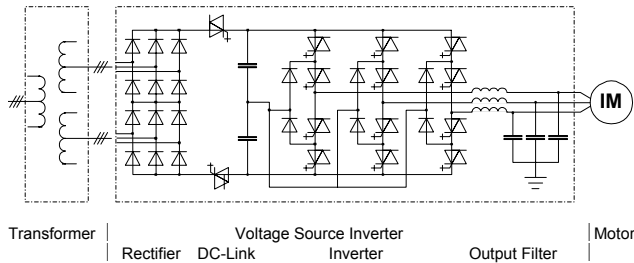 IM
Transformer Voltage Source Inverter Motor
Rectifier DC-Link Inverter Output Filter